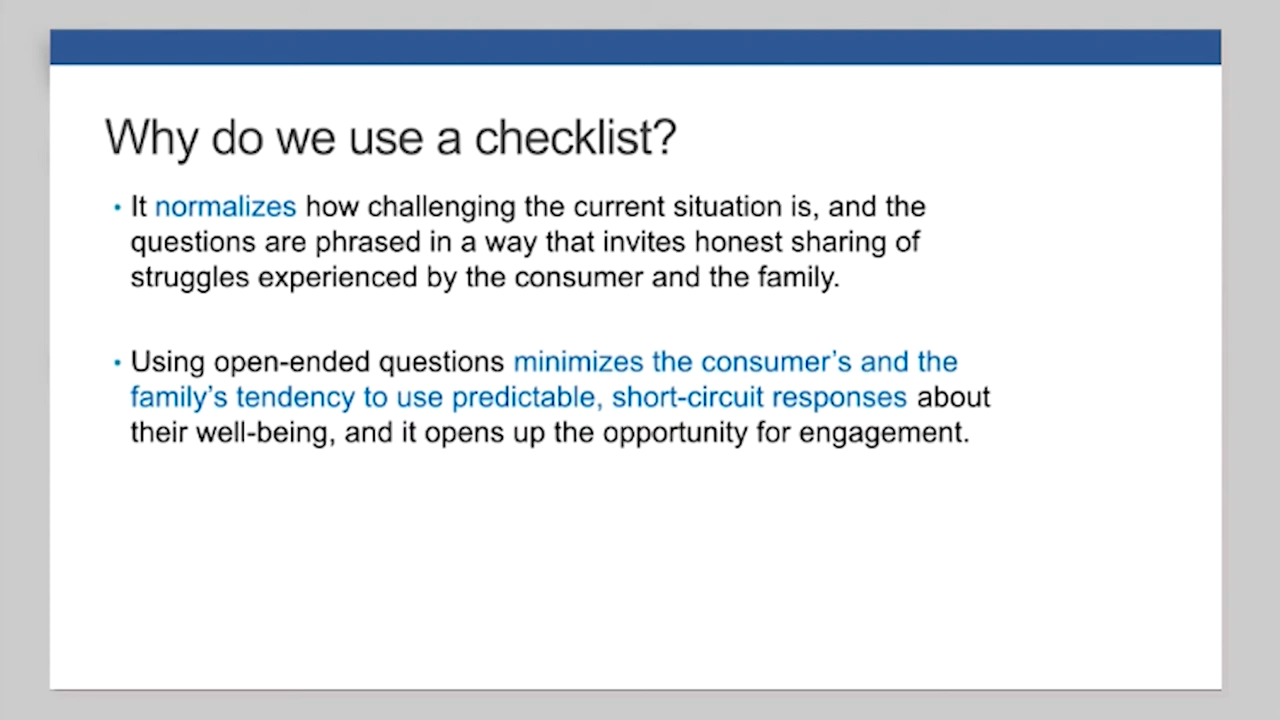 Why do we use a checklist?
• It normalizes how challenging the current situation is, and the
questions are phrased in a way that invites honest sharing of
struggles experienced by the consumer and the family.
• Using open-ended questions minimizes the consumer’s and the
family’s tendency to use predictable, short-circuit responses about
their well-being, and it opens up the opportunity for engagement.